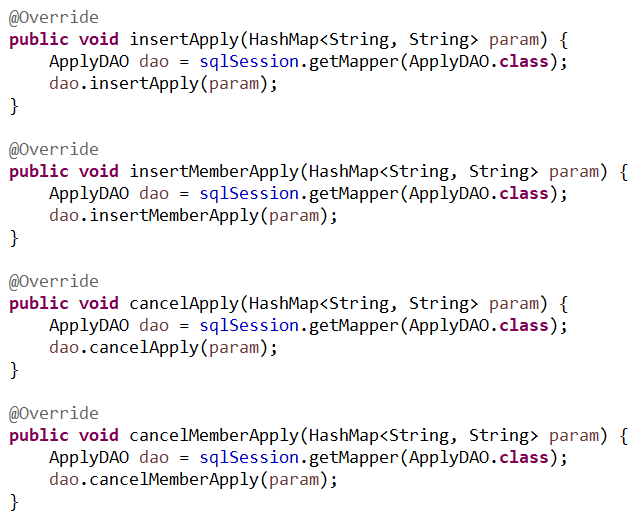 @Override
public void insertApply(HashMap<String, String> param) {
    ApplyDAO dao = sqlSession.getMapper(ApplyDAO.class);
    dao.insertApply(param);
}

@Override
public void insertMemberApply(HashMap<String, String> param) {
    ApplyDAO dao = sqlSession.getMapper(ApplyDAO.class);
    dao.insertMemberApply(param);
}

@Override
public void cancelApply(HashMap<String, String> param) {
    ApplyDAO dao = sqlSession.getMapper(ApplyDAO.class);
    dao.cancelApply(param);
}

@Override
public void cancelMemberApply(HashMap<String, String> param) {
    ApplyDAO dao = sqlSession.getMapper(ApplyDAO.class);
    dao.cancelMemberApply(param);
}